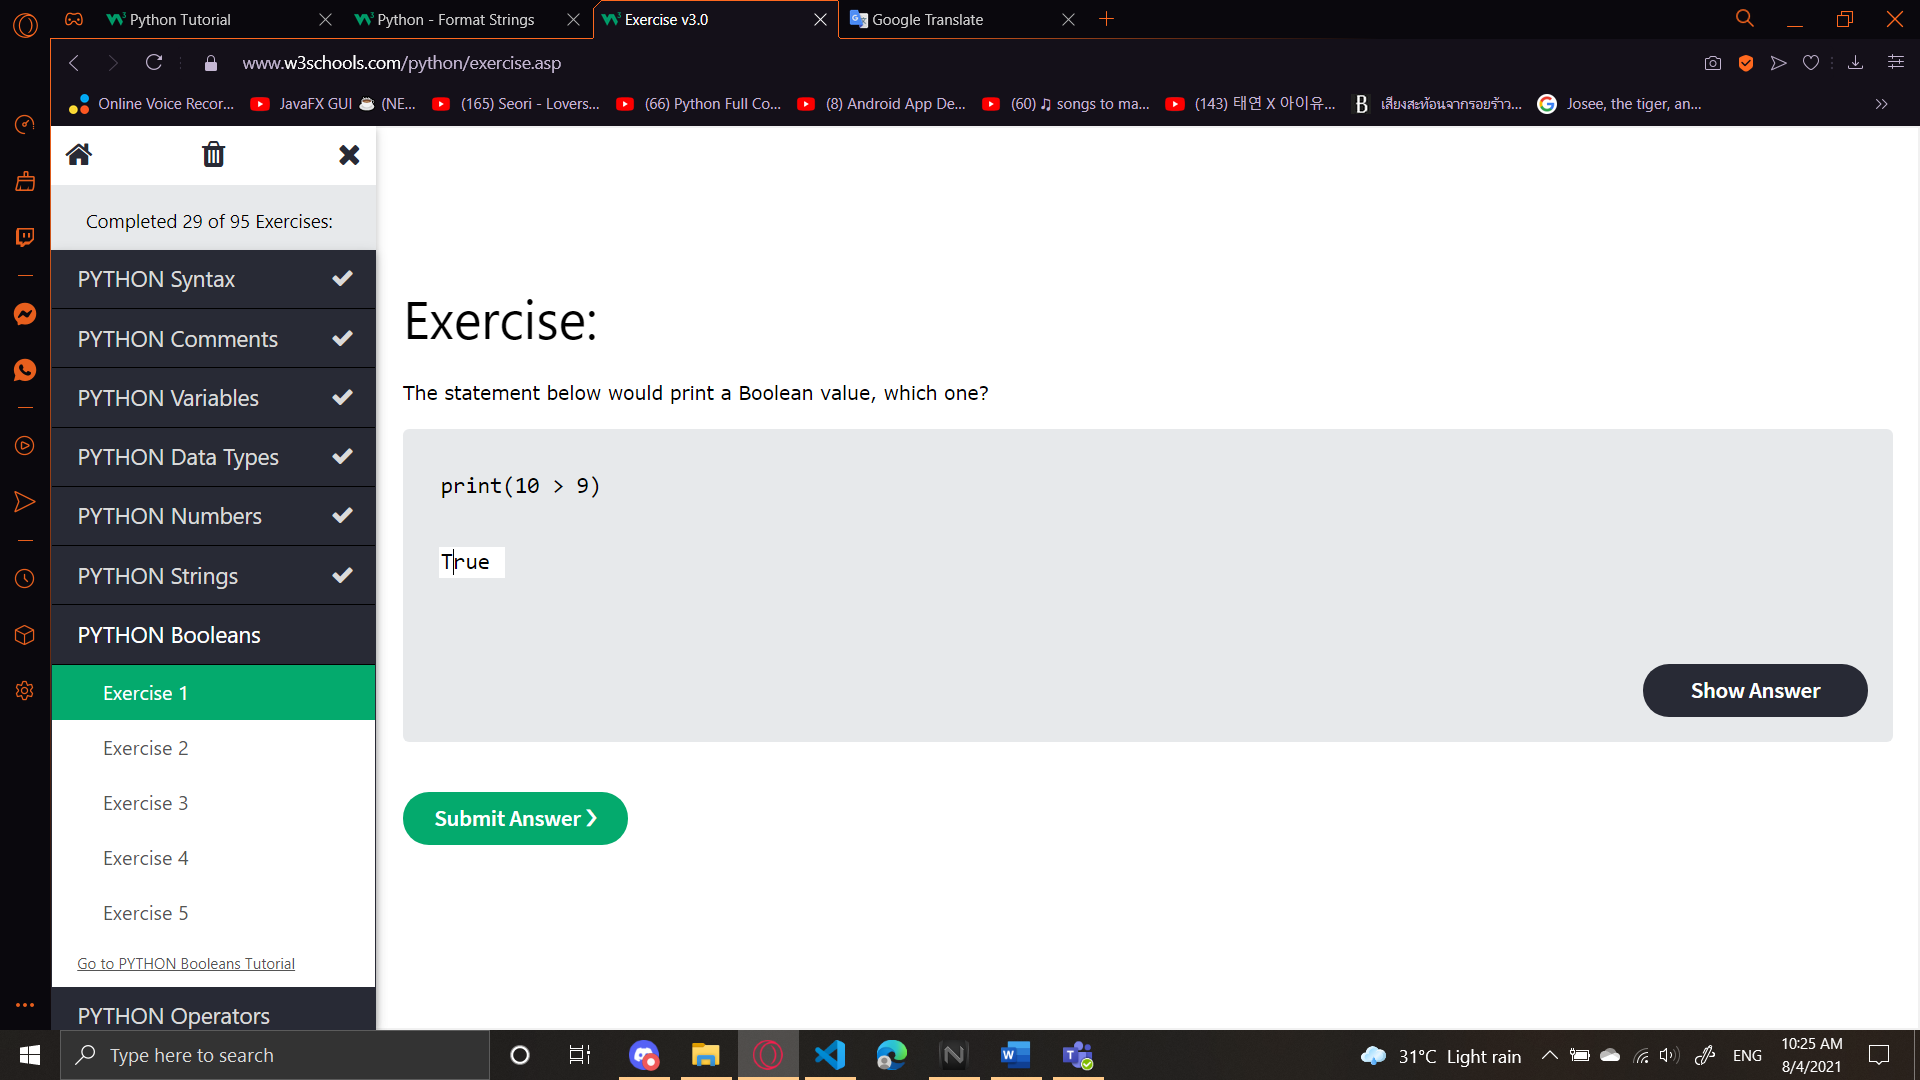 Python Tutorial
Python - Format Strings
Exercise v3.0
Google Translate
www.w3schools.com/python/exercise.asp
Online Voice Recor...
JavaFX GUI ☕ (NE...
(165) Seori - Lovers...
(66) Python Full Co...
(8) Android App De...
(60) ♫ songs to ma...
(143) 태연 X 아이유...
เสียงสะท้อนจากรอยร้าว...
Josee, the tiger, an...
Completed 29 of 95 Exercises:
PYTHON Syntax
PYTHON Comments
PYTHON Variables
PYTHON Data Types
PYTHON Numbers
PYTHON Strings
PYTHON Booleans
Exercise 1
Exercise 2
Exercise 3
Exercise 4
Exercise 5
Go to PYTHON Booleans Tutorial
PYTHON Operators
Exercise:
The statement below would print a Boolean value, which one?
print(10 > 9)
True
Show Answer
Submit Answer ❯
Type here to search
31°C Light rain
ENG
10:25 AM
8/4/2021